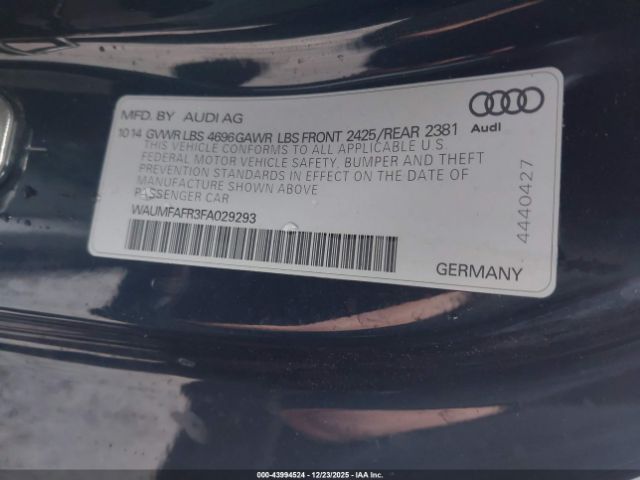 MFD. BY AUDI AG
10 14 GVWR LBS 4696 GAWR LBS FRONT 2425/REAR 2381
THIS VEHICLE CONFORMS TO ALL APPLICABLE U S
FEDERAL MOTOR VEHICLE SAFETY, BUMPER AND THEFT
PREVENTION STANDARDS IN EFFECT ON THE DATE OF
MANUFACTURE SHOWN ABOVE
PASSENGER CAR
WAUMFAFR3FA029293
Audi
4440427
GERMANY
000-43994524 | 12/23/2025 | IAA Inc.